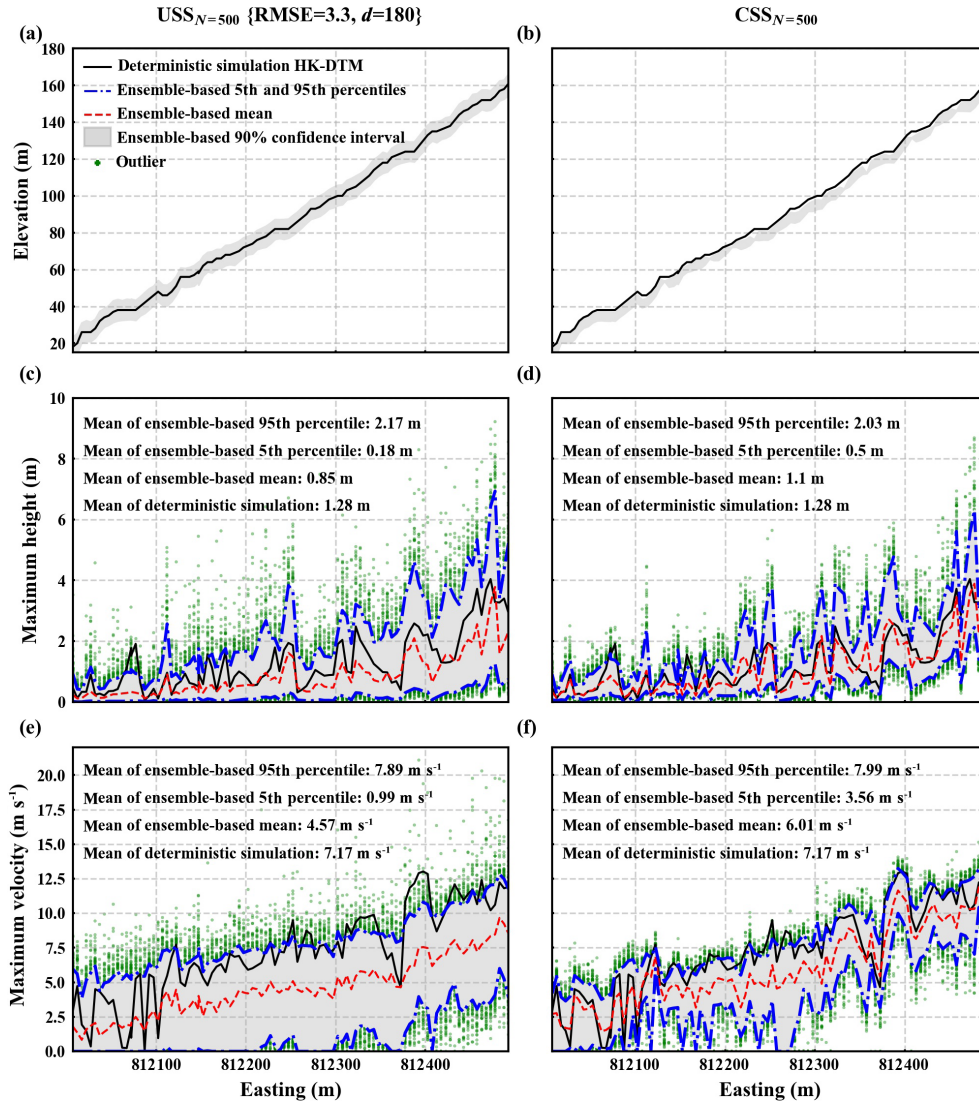 USS_{N=500} {RMSE=3.3, d=180}
CSS_{N=500}
(a)
(b)
180
160
140
120
100
80
60
40
20
Elevation (m)
Deterministic simulation HK-DTM
Ensemble-based 5th and 95th percentiles
Ensemble-based mean
Ensemble-based 90% confidence interval
Outlier
(c)
(d)
10
8
6
4
2
0
Maximum height (m)
Mean of ensemble-based 95th percentile: 2.17 m
Mean of ensemble-based 5th percentile: 0.18 m
Mean of ensemble-based mean: 0.85 m
Mean of deterministic simulation: 1.28 m
Mean of ensemble-based 95th percentile: 2.03 m
Mean of ensemble-based 5th percentile: 0.5 m
Mean of ensemble-based mean: 1.1 m
Mean of deterministic simulation: 1.28 m
(e)
(f)
20.0
17.5
15.0
12.5
10.0
7.5
5.0
2.5
0.0
Maximum velocity (m s⁻¹)
Mean of ensemble-based 95th percentile: 7.89 m s⁻¹
Mean of ensemble-based 5th percentile: 0.99 m s⁻¹
Mean of ensemble-based mean: 4.57 m s⁻¹
Mean of deterministic simulation: 7.17 m s⁻¹
Mean of ensemble-based 95th percentile: 7.99 m s⁻¹
Mean of ensemble-based 5th percentile: 3.56 m s⁻¹
Mean of ensemble-based mean: 6.01 m s⁻¹
Mean of deterministic simulation: 7.17 m s⁻¹
812100 812200 812300 812400
812100 812200 812300 812400
Easting (m)
Easting (m)